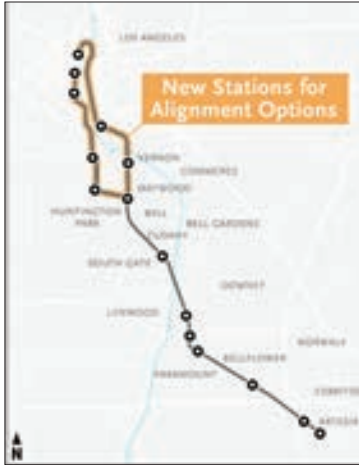 LOS ANGELES
New Stations for
Alignment Options
VERNON
COMMERCE
MAYWOOD
HUNTINGTON
PARK
BELL
BELL GARDENS
CUDAHY
SOUTH GATE
DOWNEY
LYNWOOD
NORWALK
BELLFLOWER
PARAMOUNT
CERRITOS
ARTESIA
N